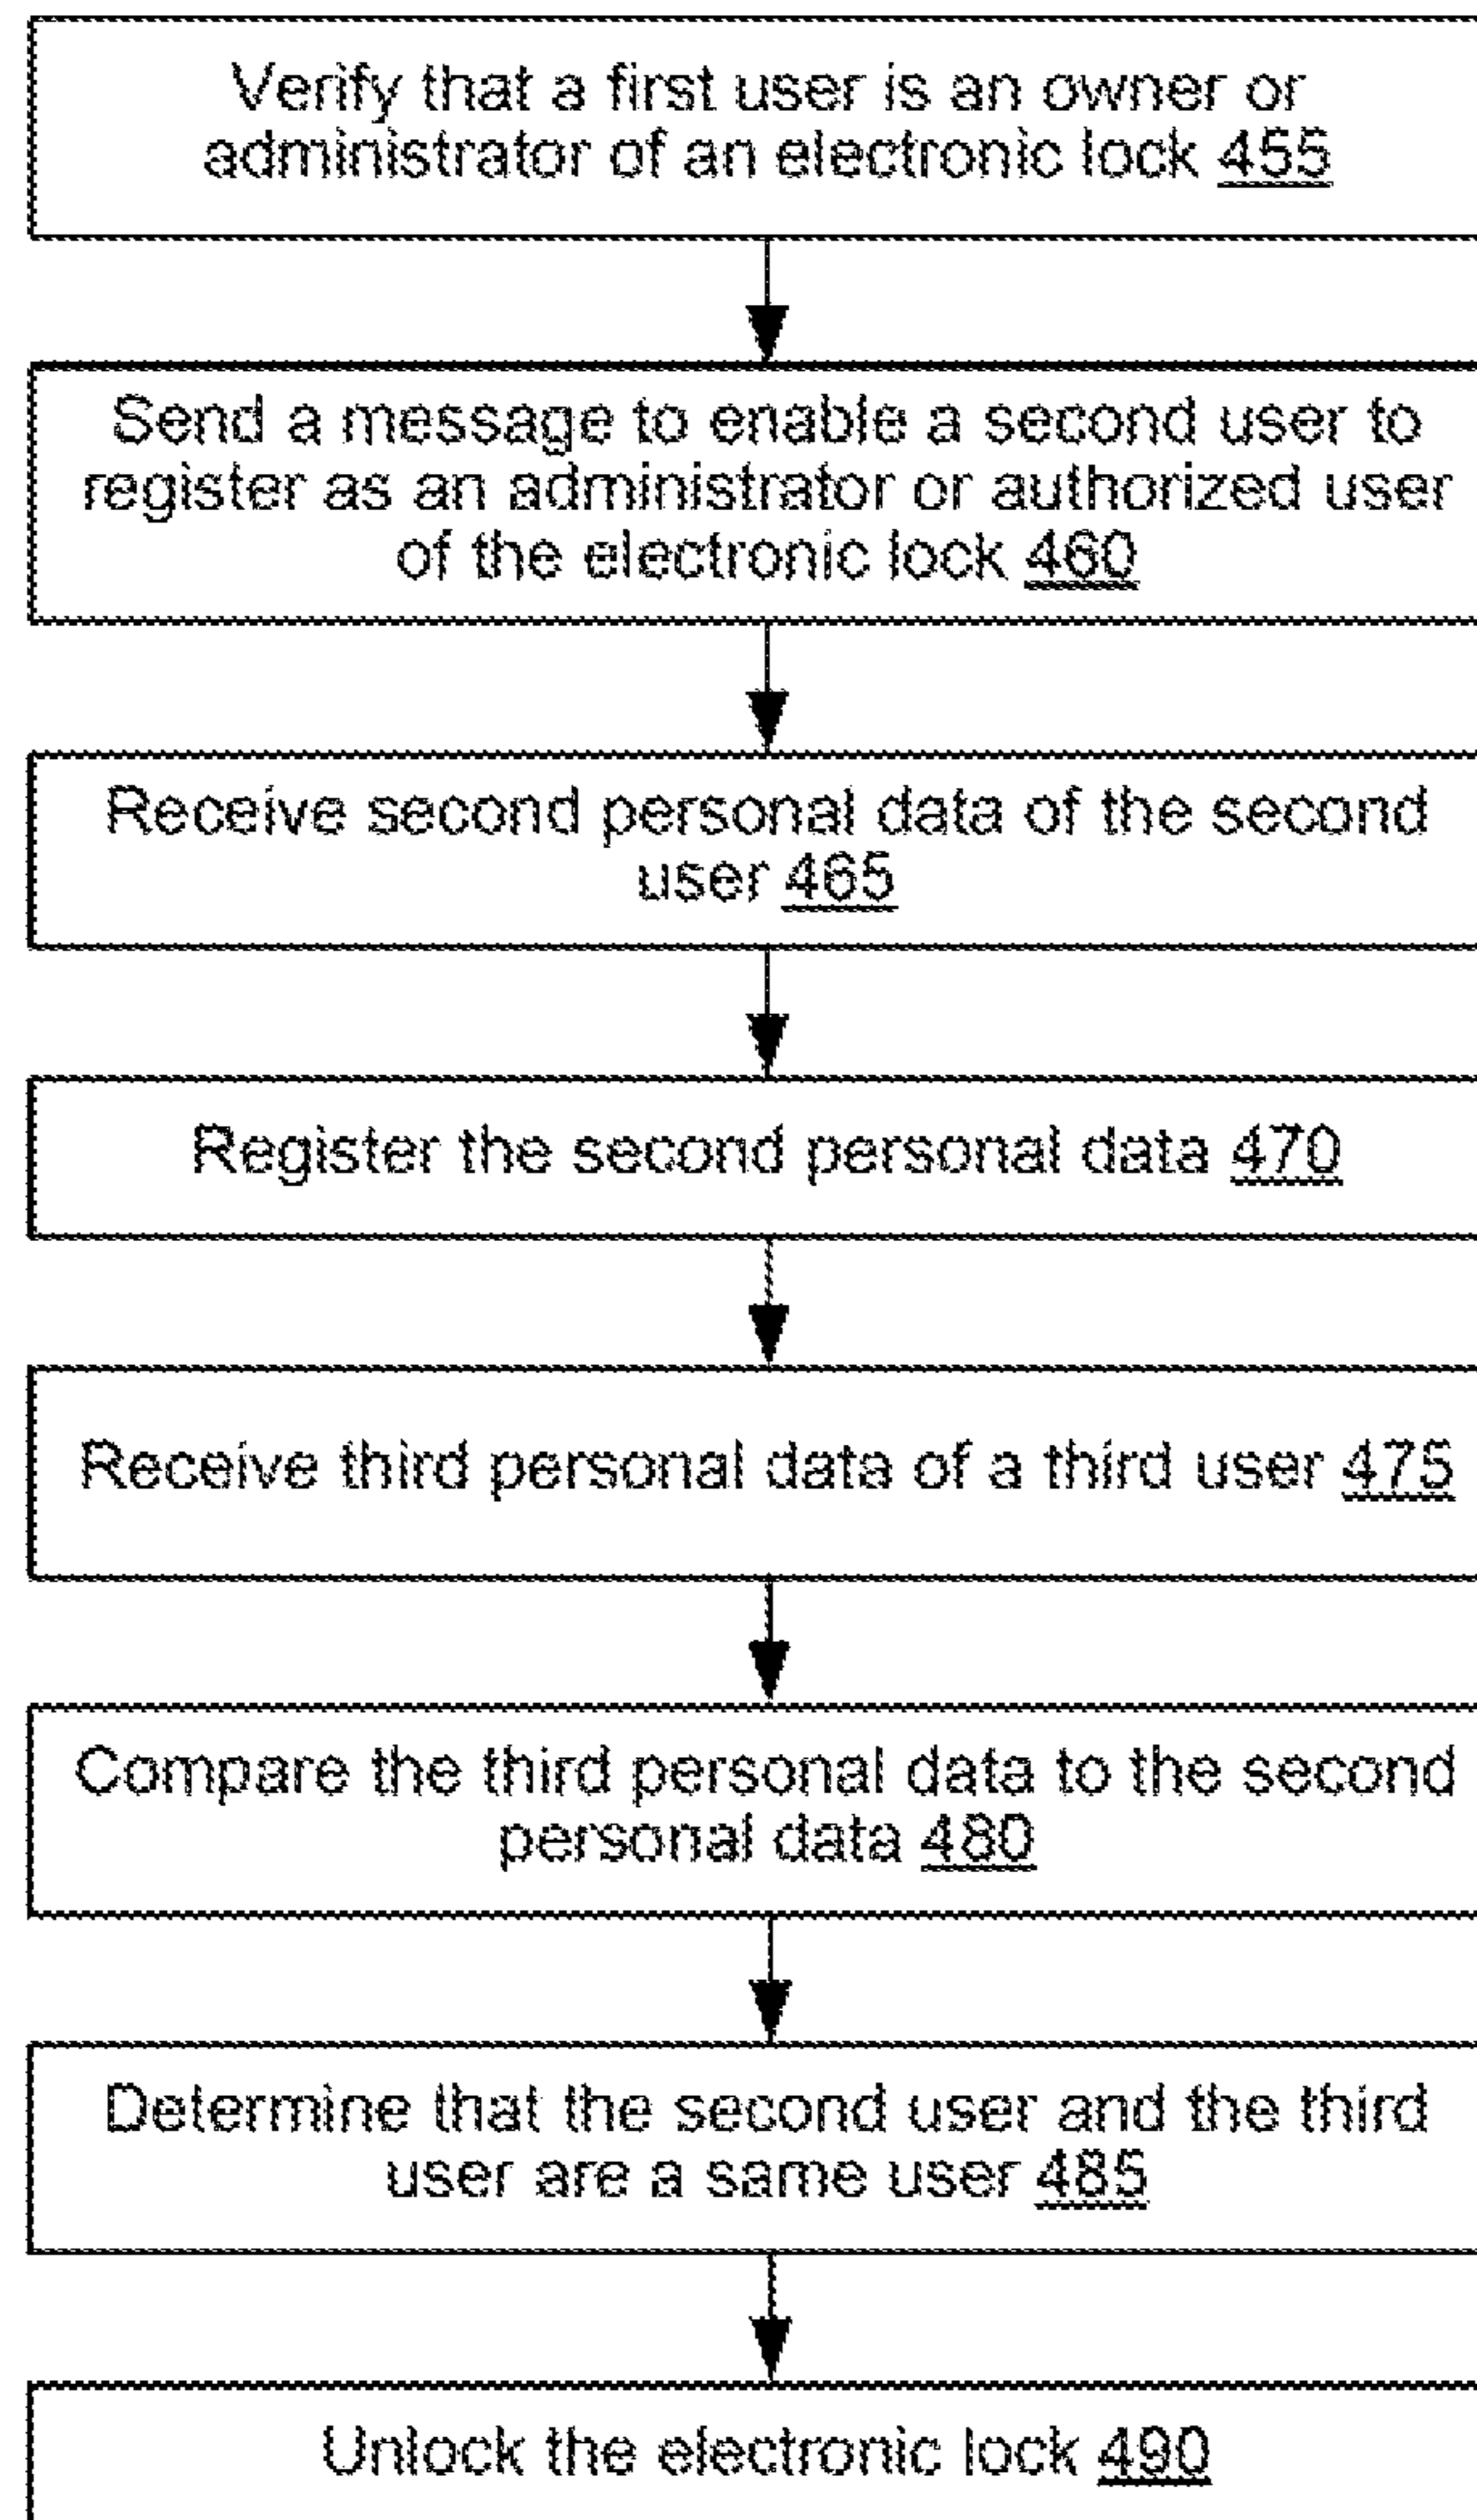 Verify that a first user is an owner or
administrator of an electronic lock 455
Send a message to enable a second user to
register as an administrator or authorized user
of the electronic lock 460
Receive second personal data of the second
user 465
Register the second personal data 470
Receive third personal data of a third user 475
Compare the third personal data to the second
personal data 480
Determine that the second user and the third
user are a same user 485
Unlock the electronic lock 490